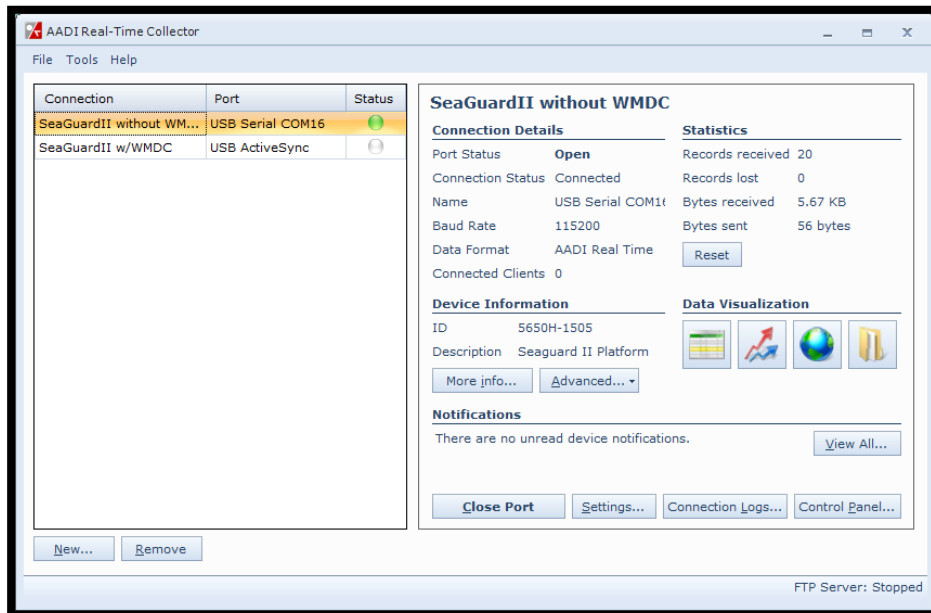 AADI Real-Time Collector
File Tools Help
Connection Port Status
SeaGuardII without WM... USB Serial COM16
SeaGuardII w/WMDC USB ActiveSync
New... Remove
SeaGuardII without WMDC
Connection Details
Port Status Open
Connection Status Connected
Name USB Serial COM16
Baud Rate 115200
Data Format AADI Real Time
Connected Clients 0
Statistics
Records received 20
Records lost 0
Bytes received 5.67 KB
Bytes sent 56 bytes
Reset
Device Information
ID 5650H-1505
Description Seaguard II Platform
More info... Advanced...
Data Visualization
Notifications
There are no unread device notifications.
View All...
Close Port Settings... Connection Logs... Control Panel...
FTP Server: Stopped